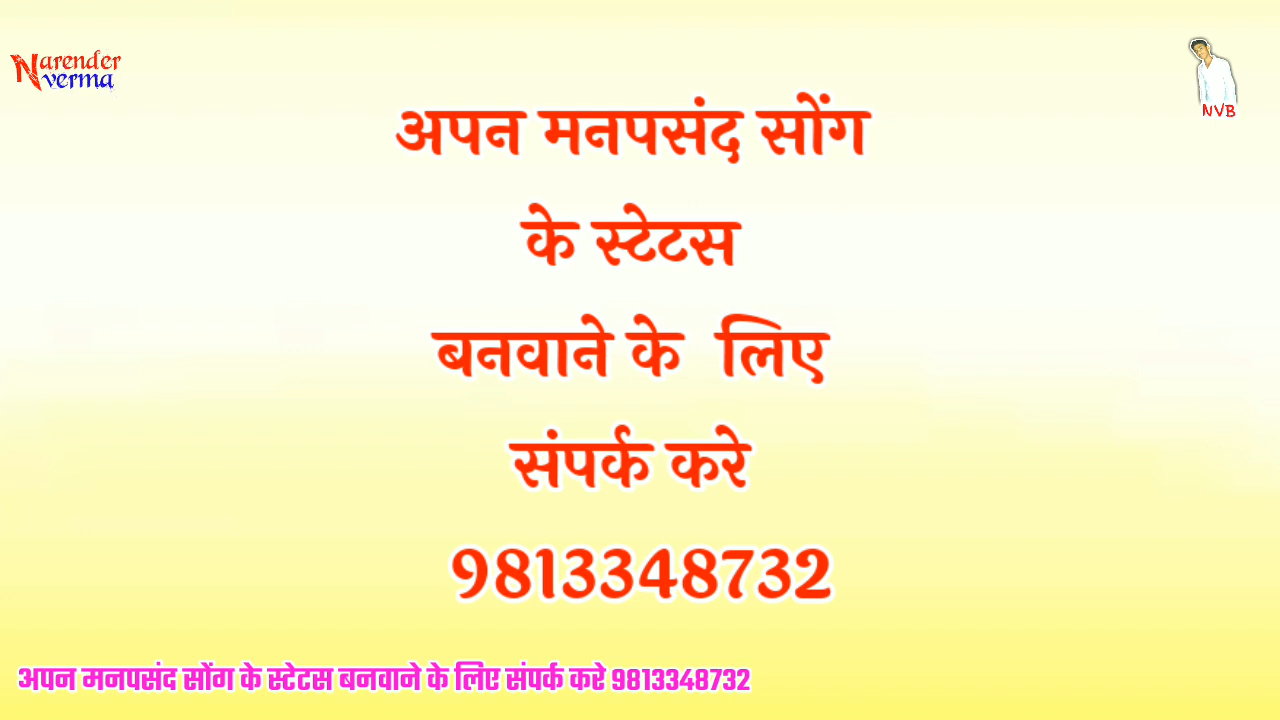 Narender
verma
NVB
अपन मनपसंद सोंग
के स्टेटस
बनवाने के लिए
संपर्क करे
9813348732
अपन मनपसंद सोंग के स्टेटस बनवाने के लिए संपर्क करे 9813348732